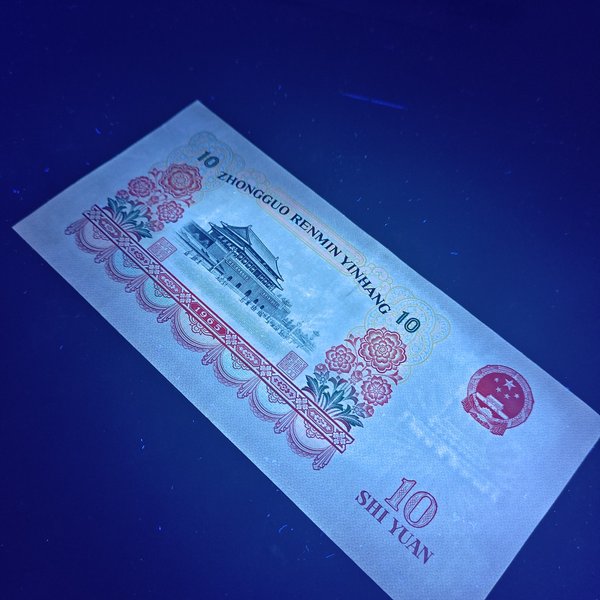 10 ZHONGGUO RENMIN YINHANG 10
1965
10
SHI YUAN